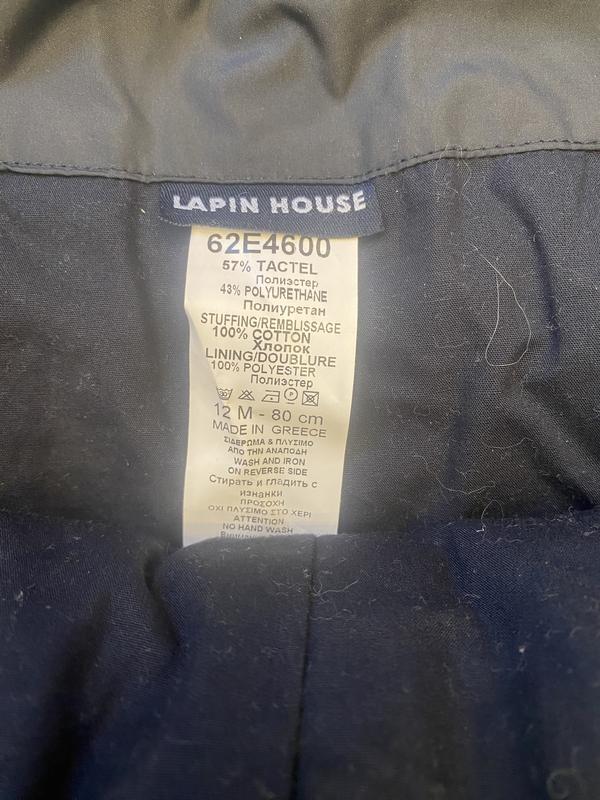 LAPIN HOUSE
62E4600
57% TACTEL
Полиэстер
43% POLYURETHANE
Полиуретан
STUFFING/REMBLISSAGE
100% COTTON
Хлопок
LINING/DOUBLURE
100% POLYESTER
Полиэстер
P
12 M - 80 cm
MADE IN GREECE
ΣΙΔΕΡΩΜΑ & ΠΛΥΣΙΜΟ
ΑΠΟ ΤΗΝ ΑΝΑΠΟΔΗ
WASH AND IRON
ON REVERSE SIDE
Стирать и гладить с
изнанки
ΠΡΟΣΟΧΗ
ΟΧΙ ΠΛΥΣΙΜΟ ΣΤΟ ΧΕΡΙ
ATTENTION
NO HAND WASH